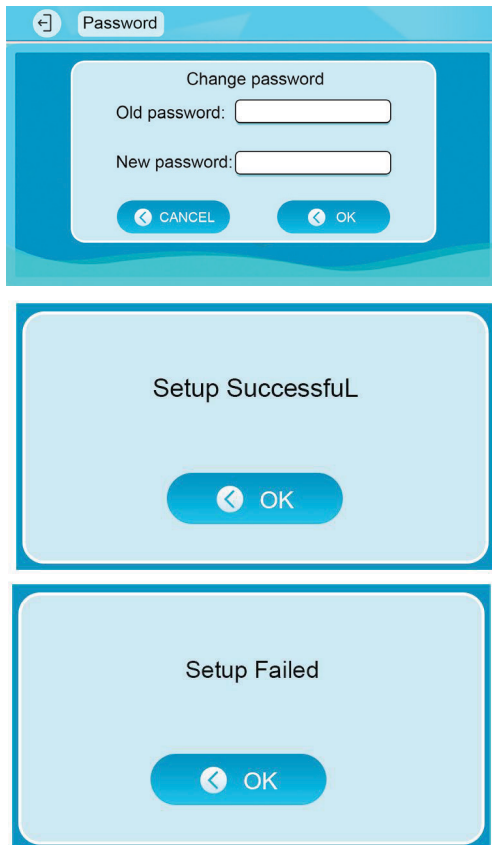 Password
Change password
Old password:
New password:
CANCEL OK
Setup SuccessfuL
OK
Setup Failed
OK